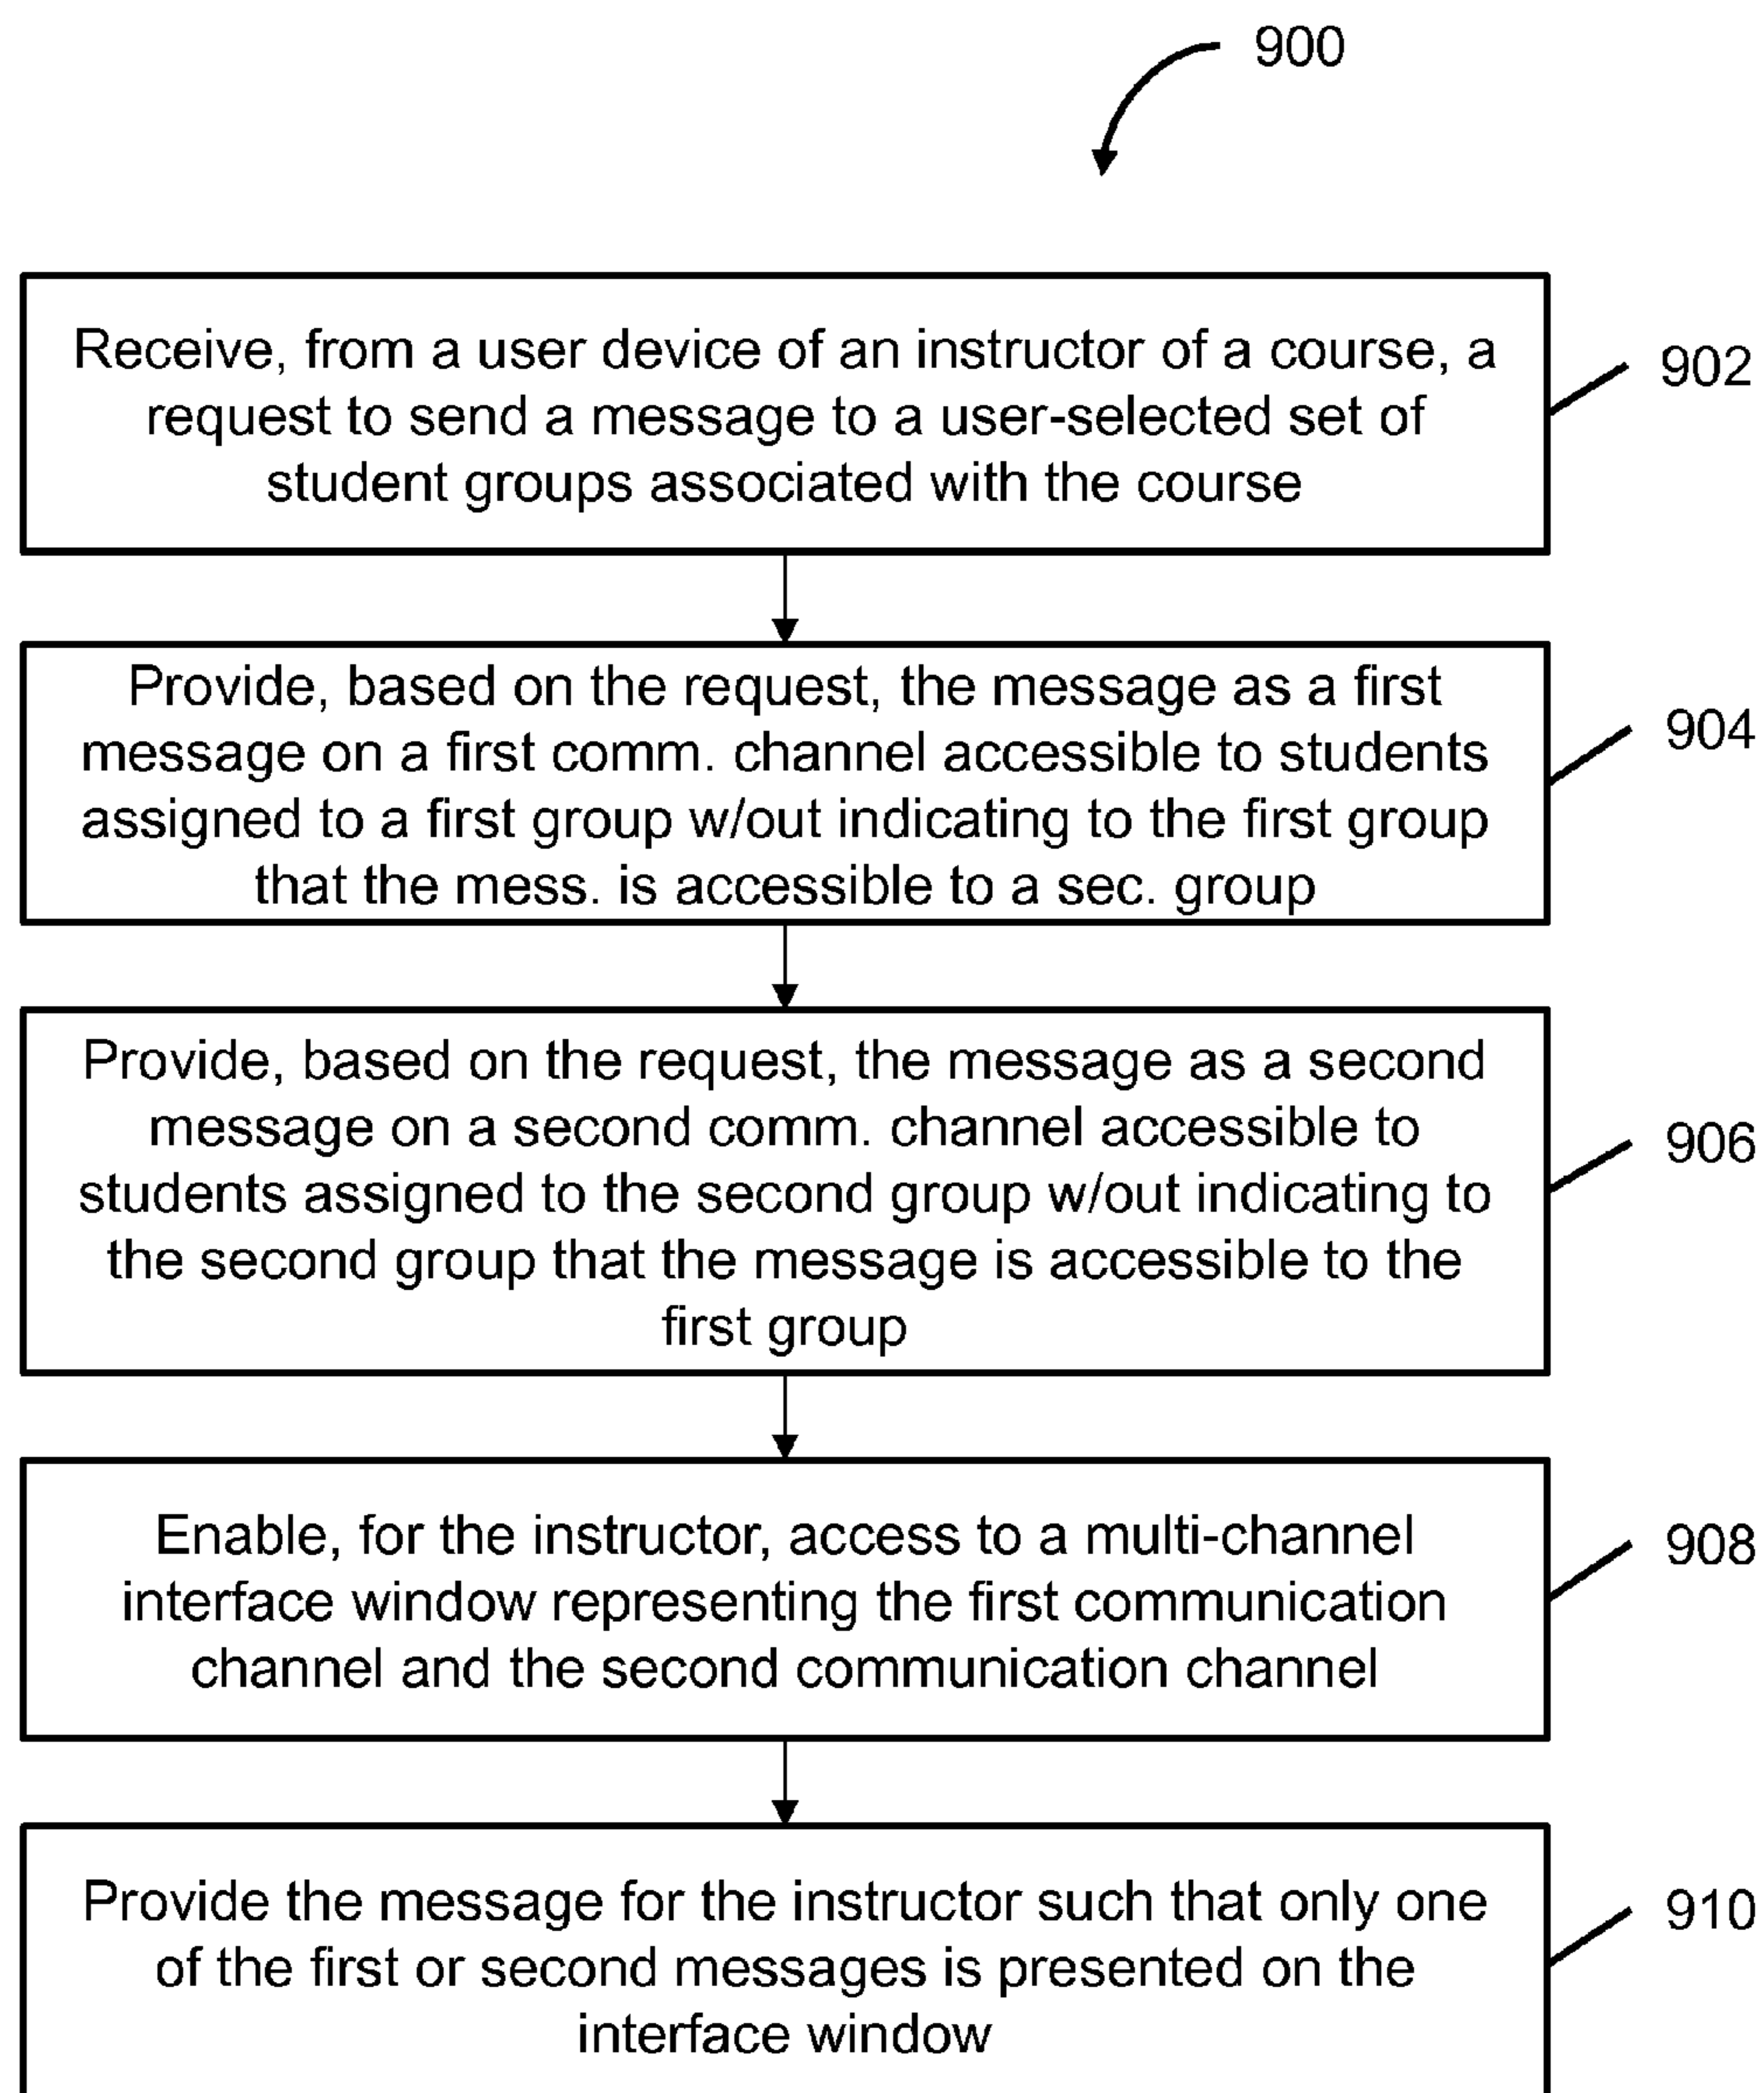 900
Receive, from a user device of an instructor of a course, a
request to send a message to a user-selected set of
student groups associated with the course
902
Provide, based on the request, the message as a first
message on a first comm. channel accessible to students
assigned to a first group w/out indicating to the first group
that the mess. is accessible to a sec. group
904
Provide, based on the request, the message as a second
message on a second comm. channel accessible to
students assigned to the second group w/out indicating to
the second group that the message is accessible to the
first group
906
Enable, for the instructor, access to a multi-channel
interface window representing the first communication
channel and the second communication channel
908
Provide the message for the instructor such that only one
of the first or second messages is presented on the
interface window
910